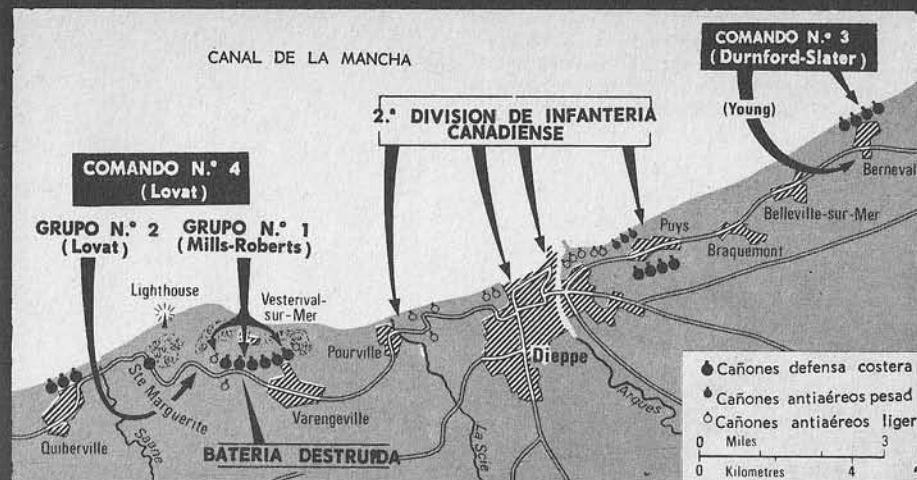 CANAL DE LA MANCHA
COMANDO N.º 3
(Durnford-Slater)
(Young)
2.ª DIVISION DE INFANTERIA
CANADIENSE
COMANDO N.º 4
(Lovat)
GRUPO N.º 2
(Lovat)
GRUPO N.º 1
(Mills-Roberts)
Lighthouse
Vesterival-
sur-Mer
Berneval
Belleville-sur-Mer
Puys
Braquemont
Pourville
Dieppe
Ste Marguerite
Varengeville
Quiberville
Saane
La Scie
Arques
BATERIA DESTRUIDA
Cañones defensa costera
Cañones antiaéreos pesad
Cañones antiaéreos liger
0 Miles 3
0 Kilometres 4